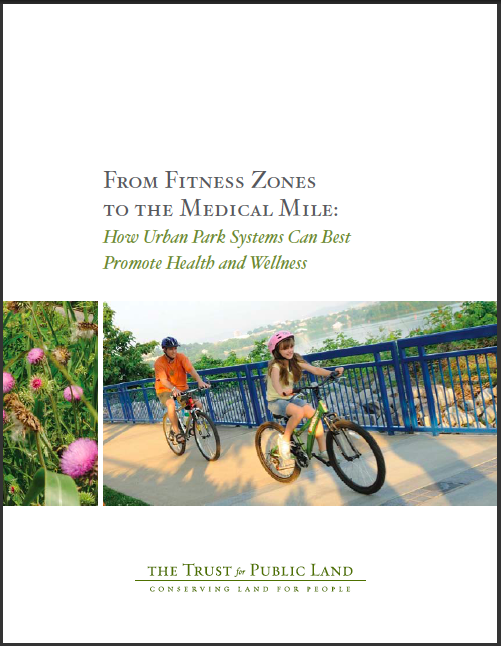 From Fitness Zones
to the Medical Mile:
How Urban Park Systems Can Best
Promote Health and Wellness
THE TRUST for PUBLIC LAND
CONSERVING LAND FOR PEOPLE